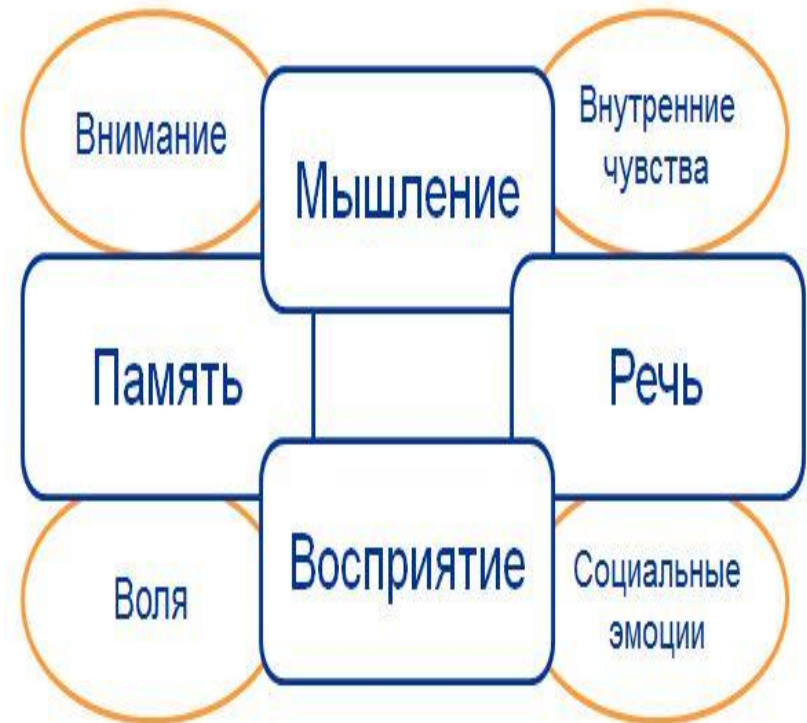 Внимание
Мышление
Внутренние
чувства
Память
Речь
Воля
Восприятие
Социальные
эмоции